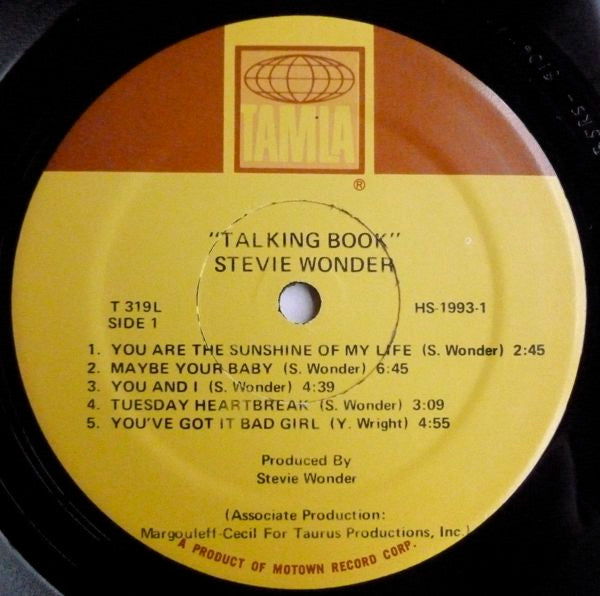 TAMLA
®
"TALKING BOOK"
STEVIE WONDER
T 319L HS-1993-1
SIDE 1
1. YOU ARE THE SUNSHINE OF MY LIFE (S. Wonder) 2:45
2. MAYBE YOUR BABY (S. Wonder) 6:45
3. YOU AND I (S. Wonder) 4:39
4. TUESDAY HEARTBREAK (S. Wonder) 3:09
5. YOU'VE GOT IT BAD GIRL (Y. Wright) 4:55
Produced By
Stevie Wonder
(Associate Production:
Margouleff-Cecil For Taurus Productions, Inc.)
A PRODUCT OF MOTOWN RECORD CORP.